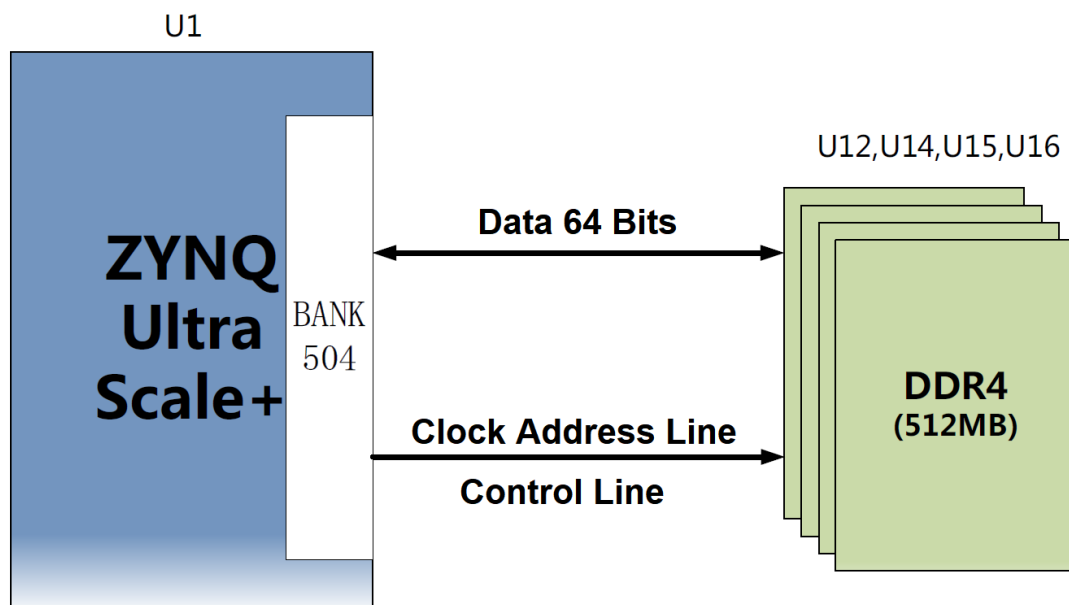 U1
ZYNQ
Ultra
Scale+
BANK
504
Data 64 Bits
Clock Address Line
Control Line
U12,U14,U15,U16
DDR4
(512MB)